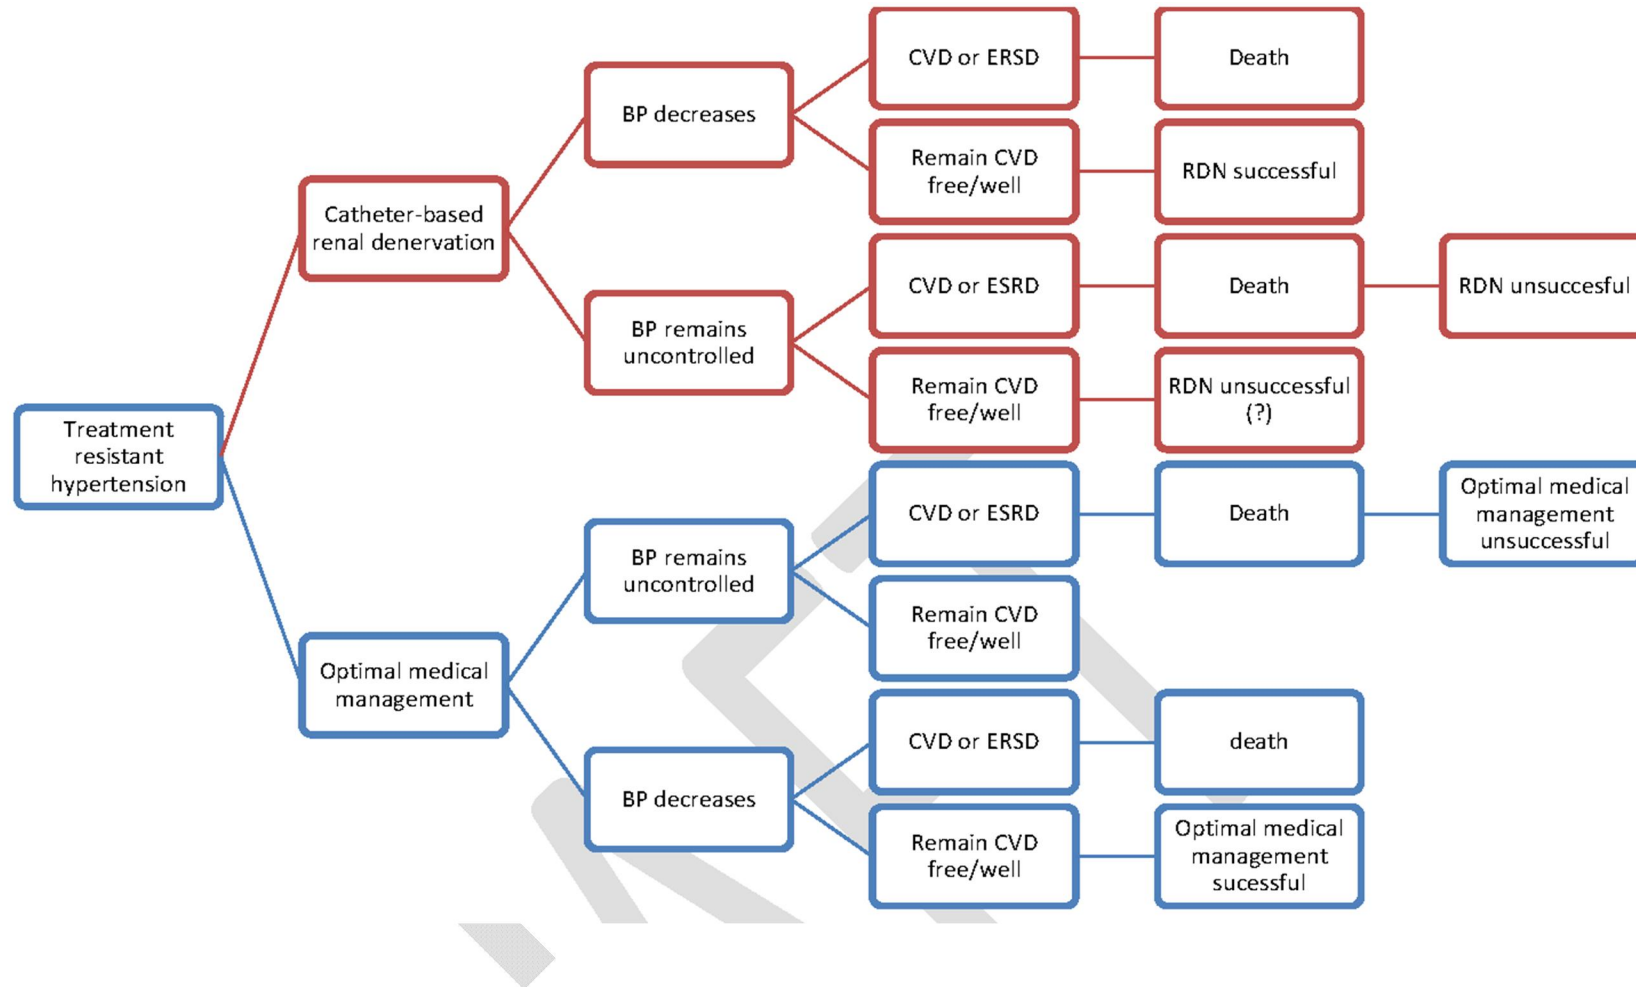 CVD or ERSD
Death
BP decreases
Remain CVD
free/well
RDN successful
Catheter-based
renal denervation
CVD or ESRD
Death
RDN unsuccesful
BP remains
uncontrolled
Remain CVD
free/well
RDN unsuccessful
(?)
Treatment
resistant
hypertension
CVD or ESRD
Death
Optimal medical
management
unsuccessful
BP remains
uncontrolled
Remain CVD
free/well
Optimal medical
management
CVD or ERSD
death
BP decreases
Remain CVD
free/well
Optimal medical
management
sucessful